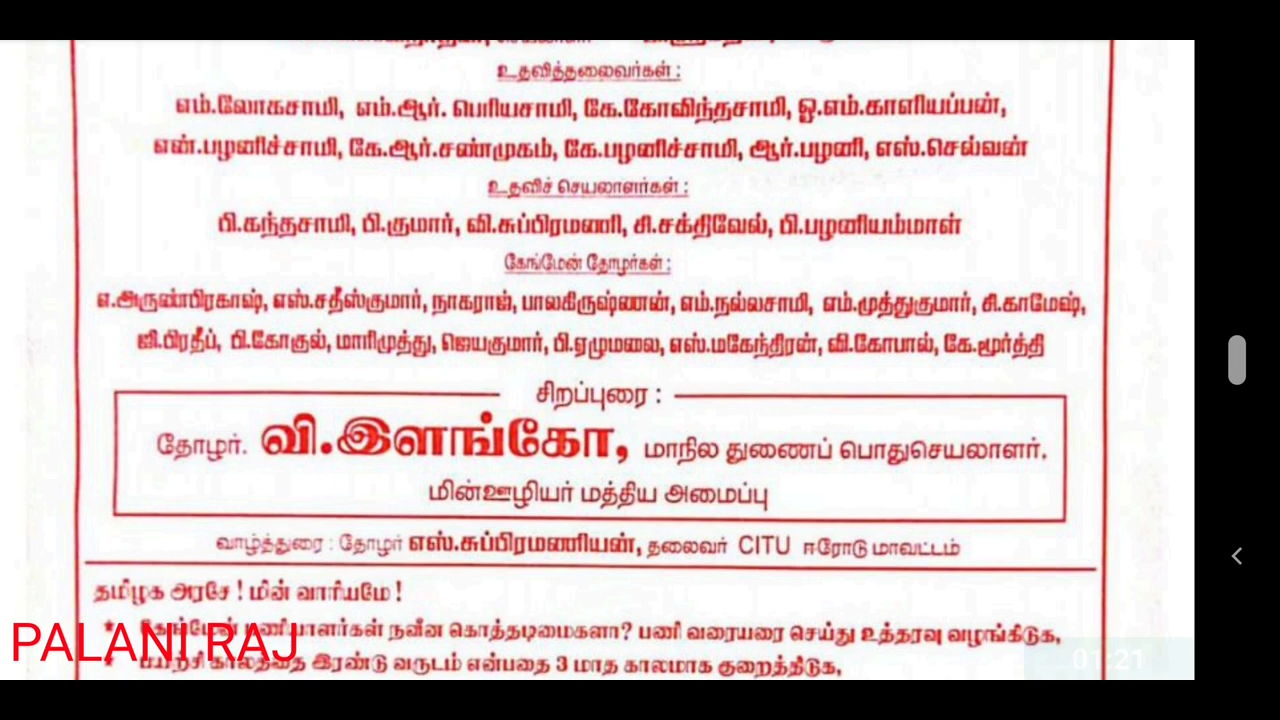 உதவித்தலைவர்கள் :
எம்.லோகசாமி, எம்.ஆர். பெரியசாமி, கே.கோவிந்தசாமி, ஓ.எம்.காளியப்பன்,
என்.பழனிச்சாமி, கே.ஆர்.சண்முகம், கே.பழனிச்சாமி, ஆர்.பழனி, எஸ்.செல்வன்
உதவிச் செயலாளர்கள் :
பி.கந்தசாமி, பி.குமார், வி.சுப்பிரமணி, சி.சக்திவேல், பி.பழனியம்மாள்
கேங்மேன் தோழர்கள் :
எ.அருண்பிரகாஷ், எஸ்.சதீஸ்குமார், நாகராஜ், பாலகிருஷ்ணன், எம்.நல்லசாமி, எம்.முத்துகுமார், சி.காமேஷ்,
ஜி.பிரதீப், பி.கோகுல், மாரிமுத்து, ஜெயகுமார், பி.ஏழுமலை, எஸ்.மகேந்திரன், வி.கோபால், கே.மூர்த்தி
சிறப்புரை :
தோழர். வி.இளங்கோ, மாநில துணைப் பொதுசெயலாளர்.
மின்ஊழியர் மத்திய அமைப்பு
வாழ்த்துரை : தோழர் எஸ்.சுப்பிரமணியன், தலைவர் CITU ஈரோடு மாவட்டம்
தமிழக அரசே ! மின் வாரியமே !
* கேங்மேன் பணியாளர்கள் நவீன கொத்தடிமைகளா? பணி வரையரை செய்து உத்தரவு வழங்கிடுக,
* பயிற்சி காலத்தை இரண்டு வருடம் என்பதை 3 மாத காலமாக குறைத்திடுக,
PALANI RAJ
01:21